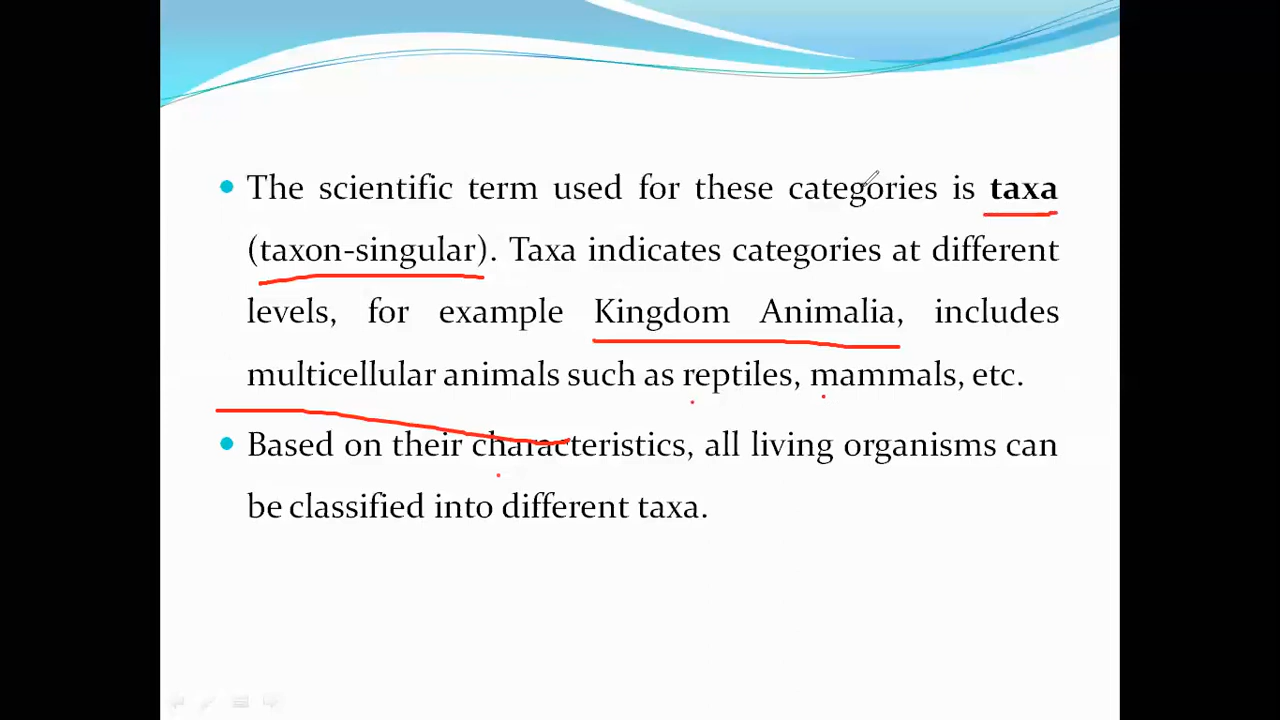 The scientific term used for these categories is taxa
(taxon-singular). Taxa indicates categories at different
levels, for example Kingdom Animalia, includes
multicellular animals such as reptiles, mammals, etc.
Based on their characteristics, all living organisms can
be classified into different taxa.